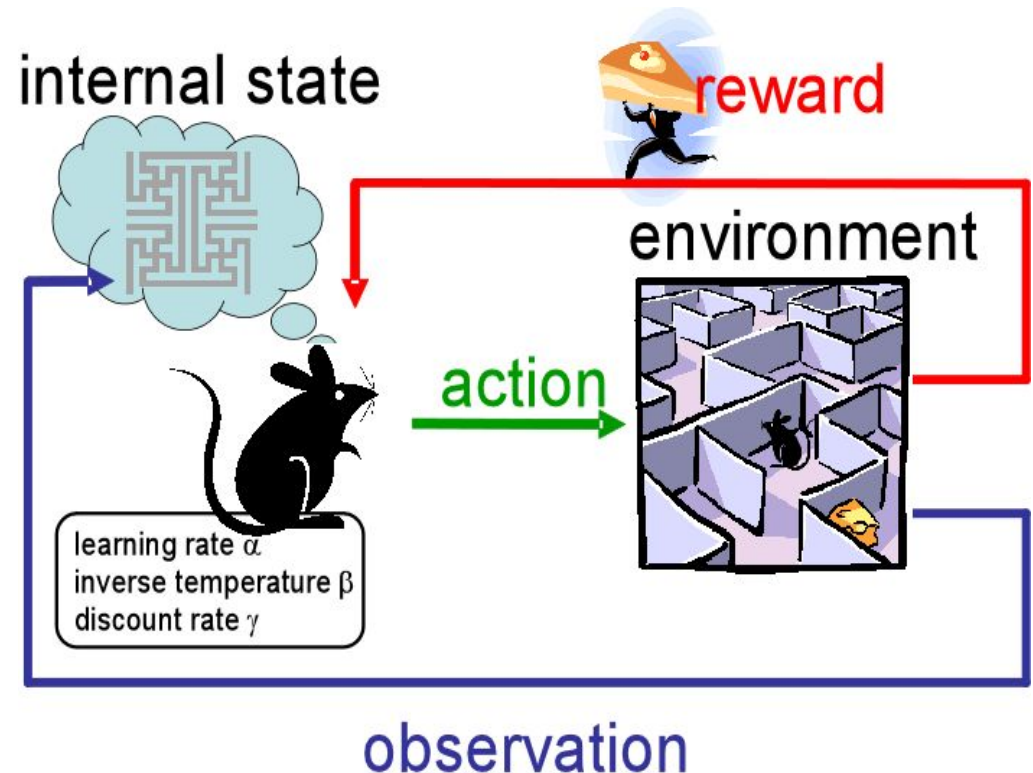 internal state
reward
environment
action
learning rate α
inverse temperature β
discount rate γ
observation